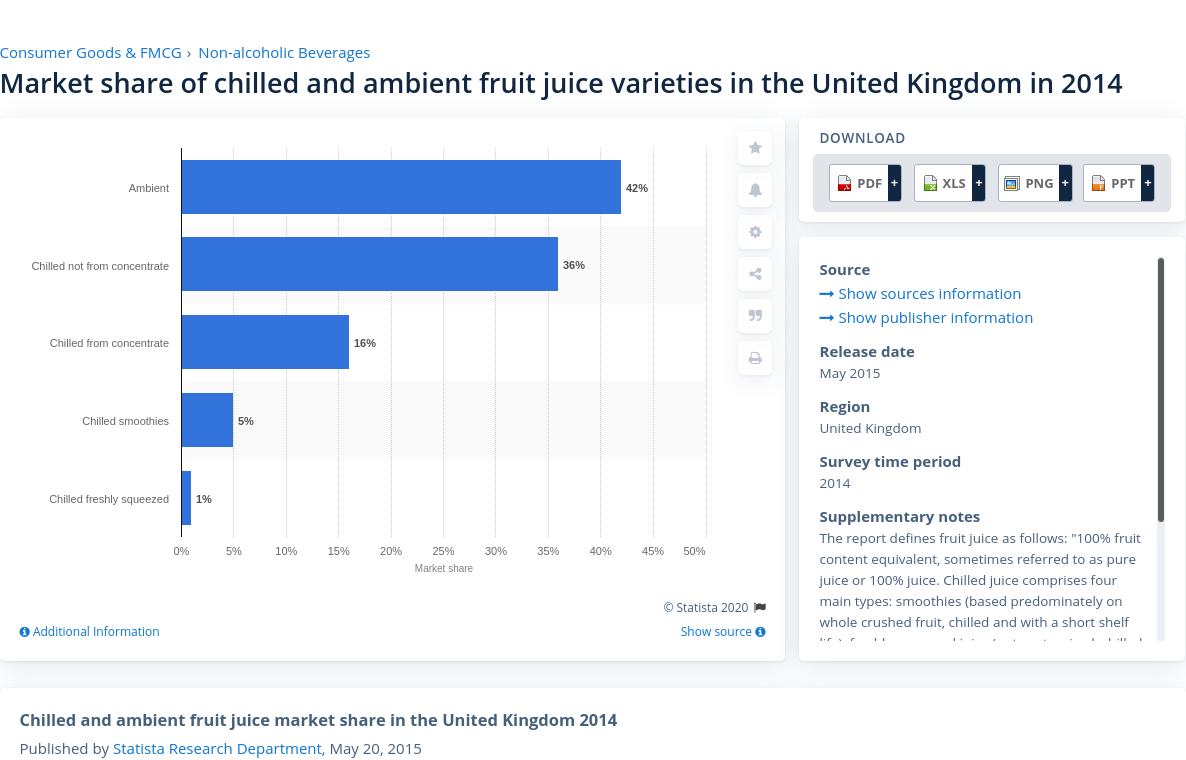 Consumer Goods & FMCG › Non-alcoholic Beverages
Market share of chilled and ambient fruit juice varieties in the United Kingdom in 2014
Ambient
42%
Chilled not from concentrate
36%
Chilled from concentrate
16%
Chilled smoothies
5%
Chilled freshly squeezed
1%
0% 5% 10% 15% 20% 25% 30% 35% 40% 45% 50%
Market share
© Statista 2020
Additional Information
Show source
DOWNLOAD
PDF + XLS + PNG + PPT +
Source
Show sources information
Show publisher information
Release date
May 2015
Region
United Kingdom
Survey time period
2014
Supplementary notes
The report defines fruit juice as follows: "100% fruit
content equivalent, sometimes referred to as pure
juice or 100% juice. Chilled juice comprises four
main types: smoothies (based predominately on
whole crushed fruit, chilled and with a short shelf
Chilled and ambient fruit juice market share in the United Kingdom 2014
Published by Statista Research Department, May 20, 2015